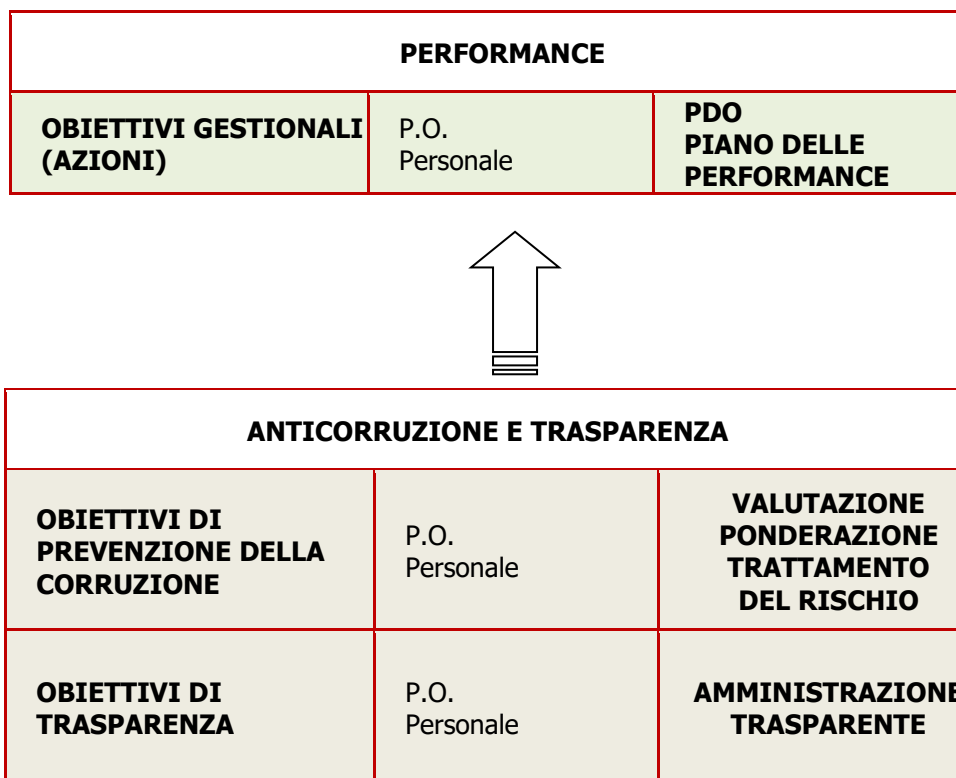 PERFORMANCE
OBIETTIVI GESTIONALI
(AZIONI)
P.O.
Personale
PDO
PIANO DELLE
PERFORMANCE
ANTICORRUZIONE E TRASPARENZA
OBIETTIVI DI
PREVENZIONE DELLA
CORRUZIONE
P.O.
Personale
VALUTAZIONE
PONDERAZIONE
TRATTAMENTO
DEL RISCHIO
OBIETTIVI DI
TRASPARENZA
P.O.
Personale
AMMINISTRAZIONE
TRASPARENTE